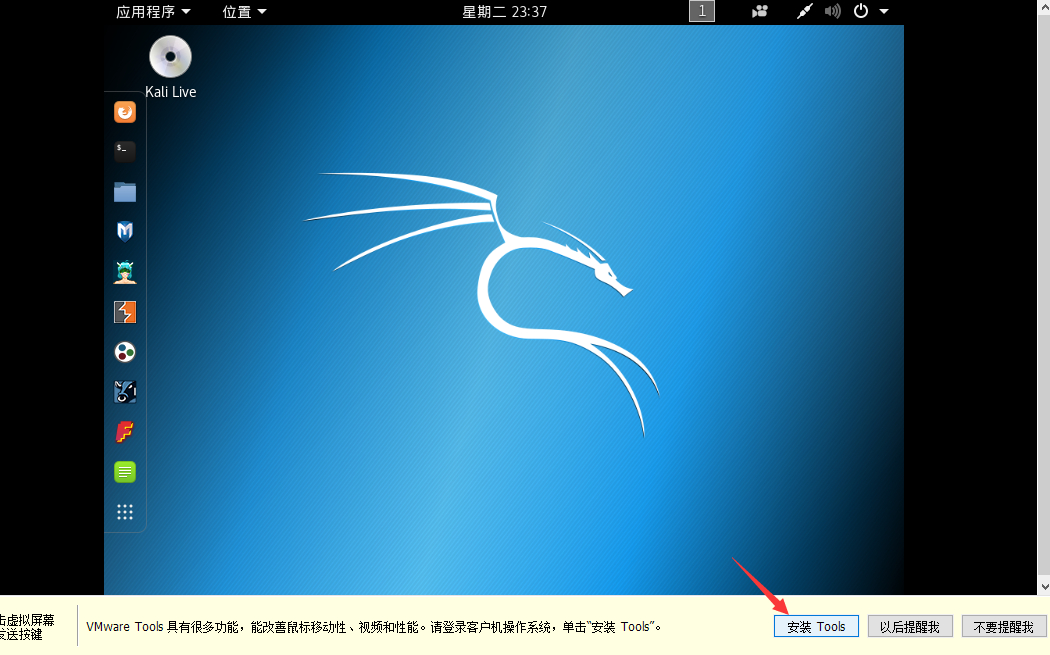 应用程序 位置 星期二 23:37 1
Kali Live
击虚拟屏幕
发送按键
VMware Tools 具有很多功能，能改善鼠标移动性、视频和性能。请登录客户机操作系统，单击“安装 Tools”。
安装 Tools 以后提醒我 不要提醒我